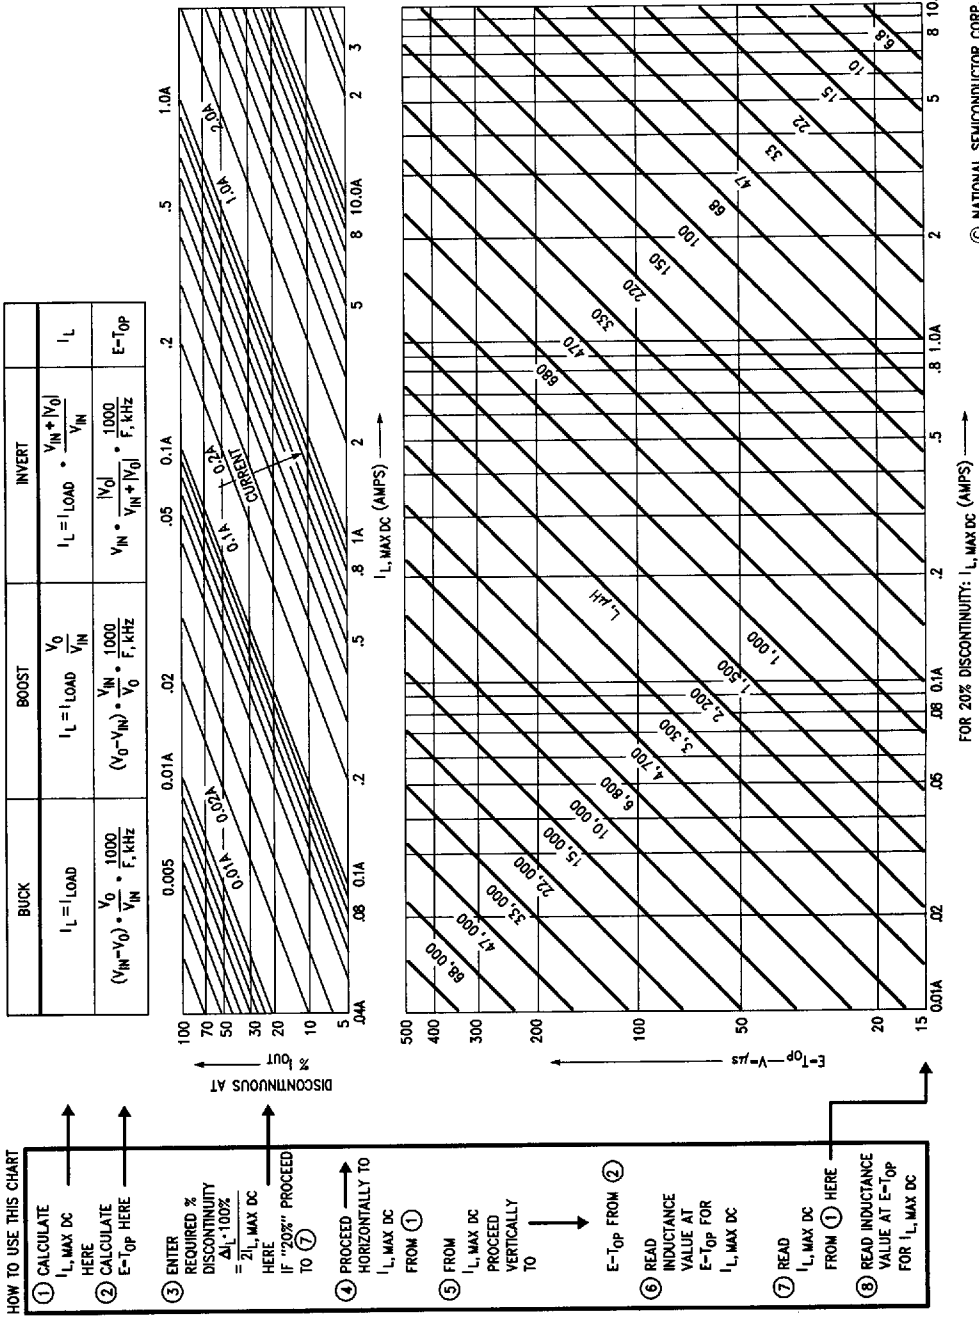 HOW TO USE THIS CHART
① CALCULATE
I_L, MAX DC
HERE
② CALCULATE
E–T_OP HERE
③ ENTER
REQUIRED %
DISCONTINUITY
= ΔI_L·100% / 2I_L, MAX DC
HERE
IF "20%" PROCEED
TO ⑦
④ PROCEED
HORIZONTALLY TO
I_L, MAX DC
FROM ①
⑤ FROM
I_L, MAX DC
PROCEED
VERTICALLY
TO
E–T_OP FROM ②
⑥ READ
INDUCTANCE
VALUE AT
E–T_OP FOR
I_L, MAX DC
⑦ READ
I_L, MAX DC
FROM ① HERE
⑧ READ INDUCTANCE
VALUE AT E–T_OP
FOR I_L, MAX DC
BUCK BOOST INVERT
I_L = I_LOAD
I_L = I_LOAD V_O / V_IN
I_L = I_LOAD • (V_IN + |V_O|) / V_IN
I_L
(V_IN–V_O) • V_O / V_IN • 1000 / F, kHz
(V_O–V_IN) • V_IN / V_O • 1000 / F, kHz
V_IN • |V_O| / (V_IN + |V_O|) • 1000 / F, kHz
E–T_OP
0.005 0.01A .02 .05 0.1A .2 .5 1.0A
DISCONTINUOUS AT
% I_OUT
100
70
50
30
20
10
5
0.01A 0.02A 0.1A 0.2A 1.0A 2.0A
CURRENT
.04A .08 0.1A .2 .5 .8 1A 2 5 8 10.0A 2 3
I_L, MAX DC (AMPS)
E–T_OP—V–μs
500
400
300
200
100
50
20
15
68,000
47,000
33,000
22,000
15,000
10,000
6,800
4,700
3,300
2,200
1,500
1,000
L, μH
680
470
330
220
150
100
68
47
33
22
15
10
6.8
0.01A .02 .05 .08 0.1A .2 .5 .8 1.0A 2 5 8 10.
FOR 20% DISCONTINUITY: I_L, MAX DC (AMPS)
© NATIONAL SEMICONDUCTOR CORP